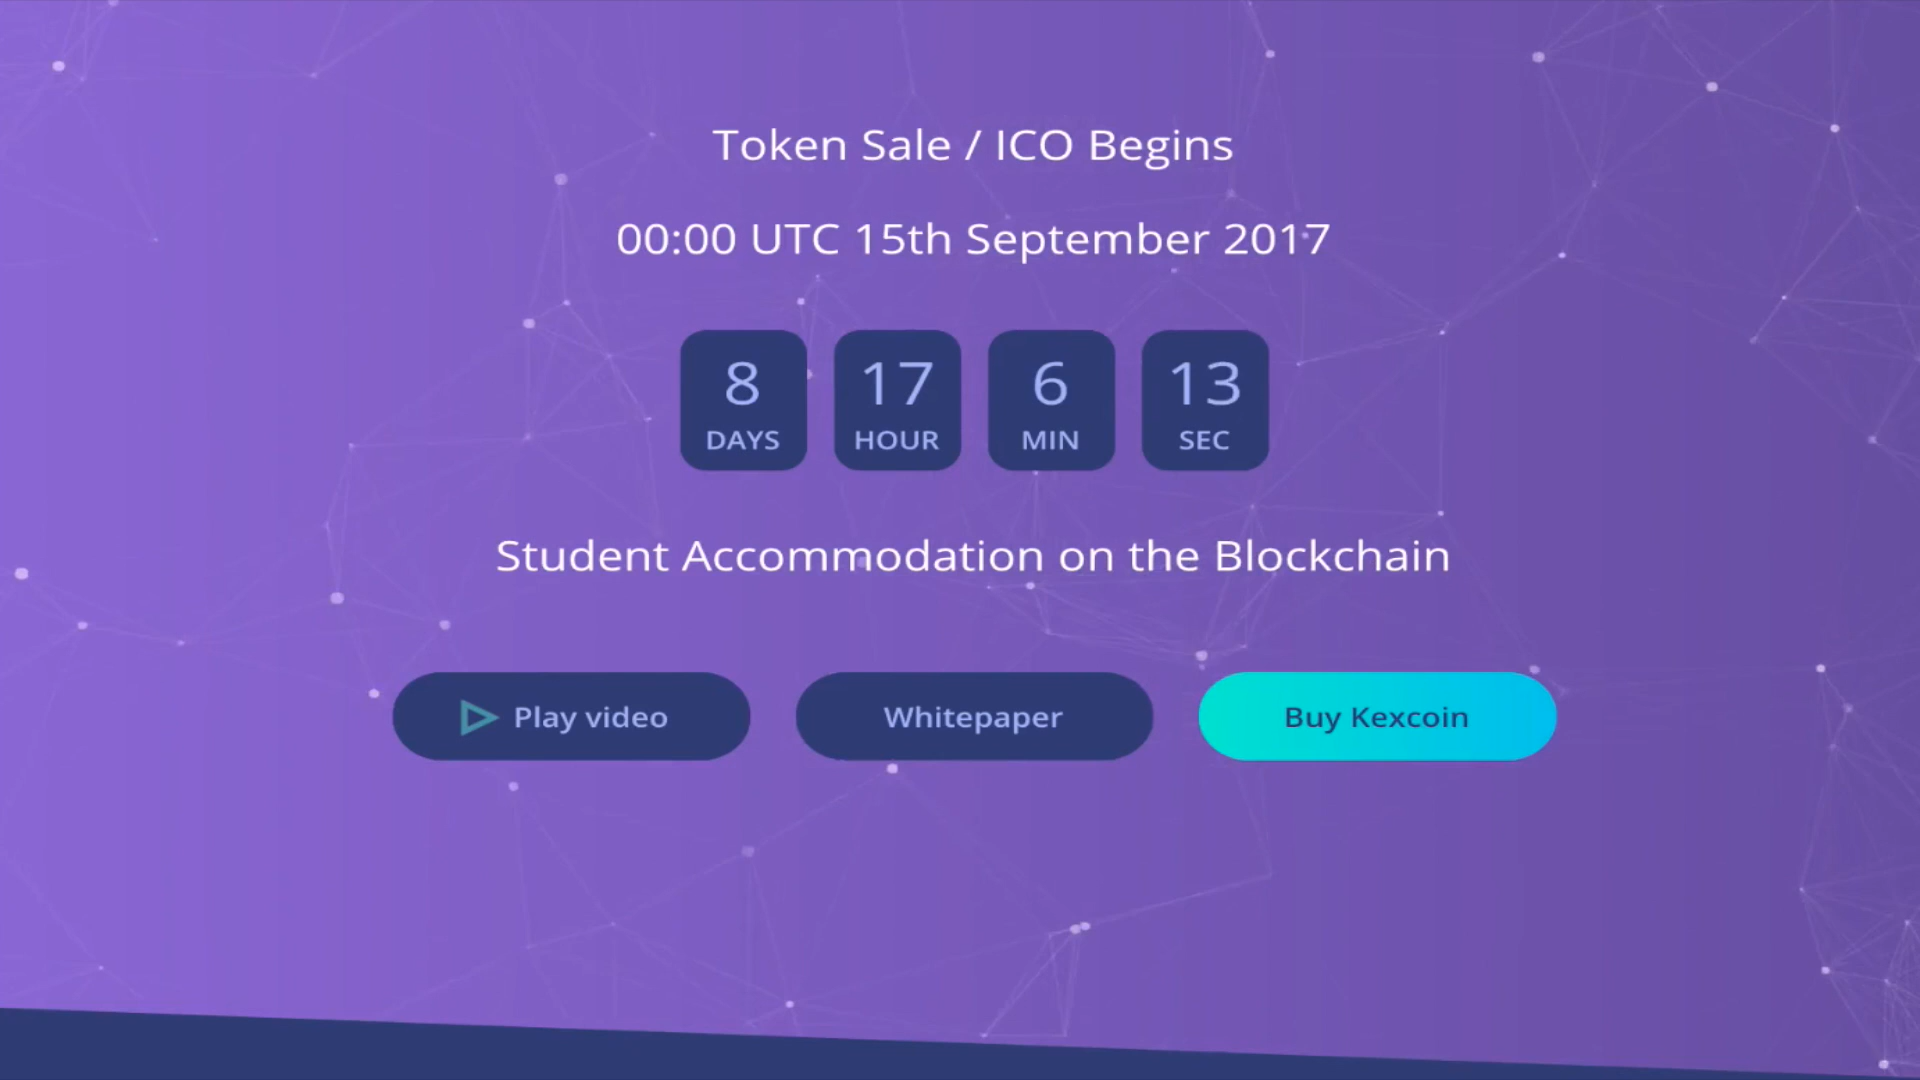 Token Sale / ICO Begins
00:00 UTC 15th September 2017
8 17 6 13
DAYS HOUR MIN SEC
Student Accommodation on the Blockchain
Play video Whitepaper Buy Kexcoin